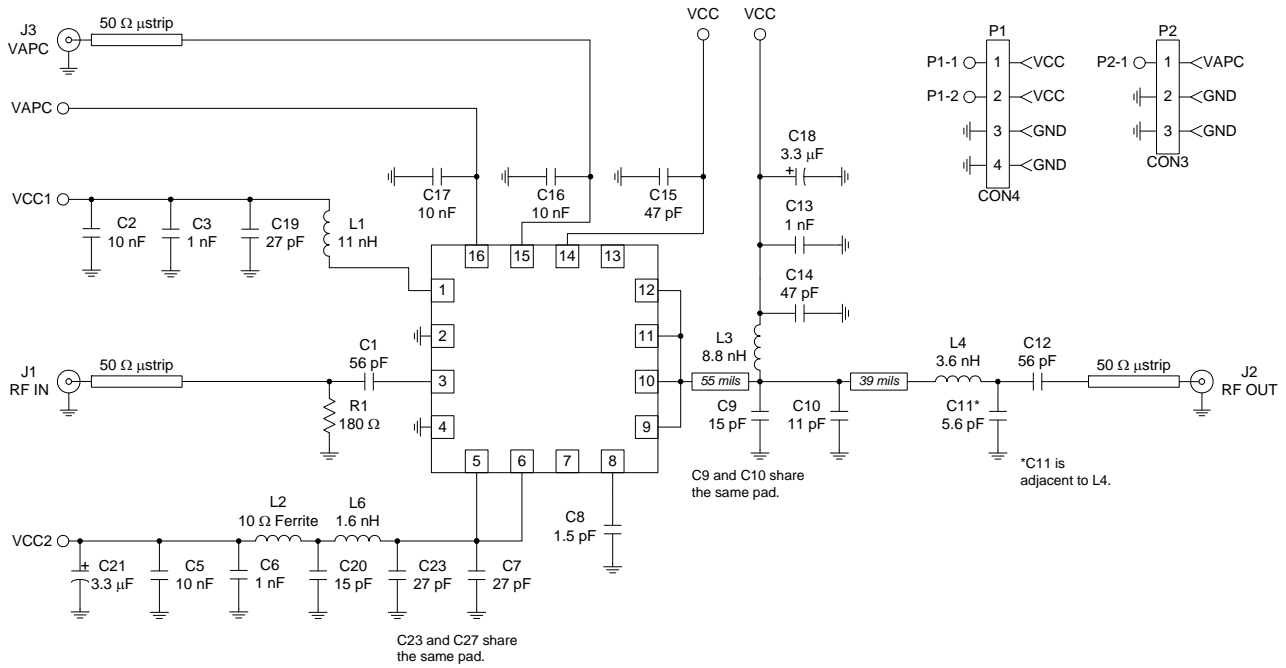 J3
VAPC
50 Ω μstrip
VCC
VCC
P1
P1-1
1
VCC
P1-2
2
VCC
3
GND
4
GND
CON4
P2
P2-1
1
VAPC
2
GND
3
GND
CON3
VAPC
VCC1
C2
10 nF
C3
1 nF
C19
27 pF
L1
11 nH
C17
10 nF
C16
10 nF
C15
47 pF
C18
+
3.3 μF
C13
1 nF
C14
47 pF
16
15
14
13
1
2
3
4
12
11
10
9
5
6
7
8
J1
RF IN
50 Ω μstrip
C1
56 pF
R1
180 Ω
L3
8.8 nH
55 mils
C9
15 pF
C10
11 pF
39 mils
L4
3.6 nH
C11*
5.6 pF
C12
56 pF
50 Ω μstrip
J2
RF OUT
C9 and C10 share
the same pad.
*C11 is
adjacent to L4.
VCC2
+
C21
3.3 μF
C5
10 nF
C6
1 nF
L2
10 Ω Ferrite
L6
1.6 nH
C20
15 pF
C23
27 pF
C7
27 pF
C8
1.5 pF
C23 and C27 share
the same pad.